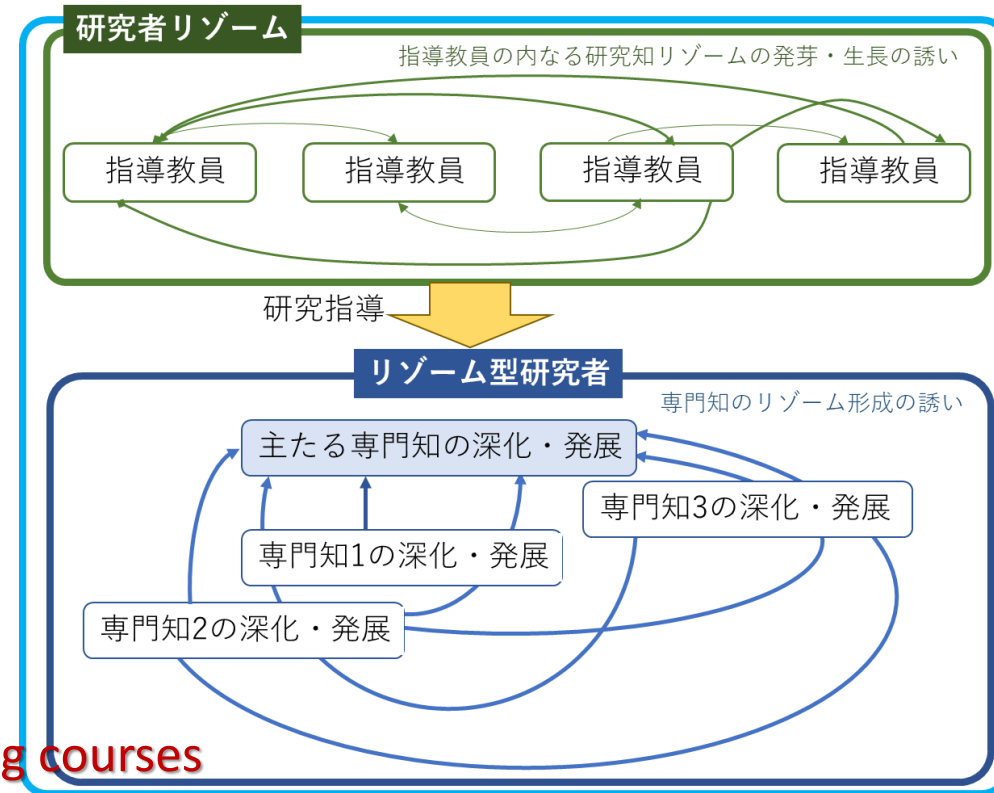 研究者リゾーム
指導教員の内なる研究知リゾームの発芽・生長の誘い
指導教員
指導教員
指導教員
指導教員
研究指導
リゾーム型研究者
専門知のリゾーム形成の誘い
主たる専門知の深化・発展
専門知3の深化・発展
専門知1の深化・発展
専門知2の深化・発展
g courses